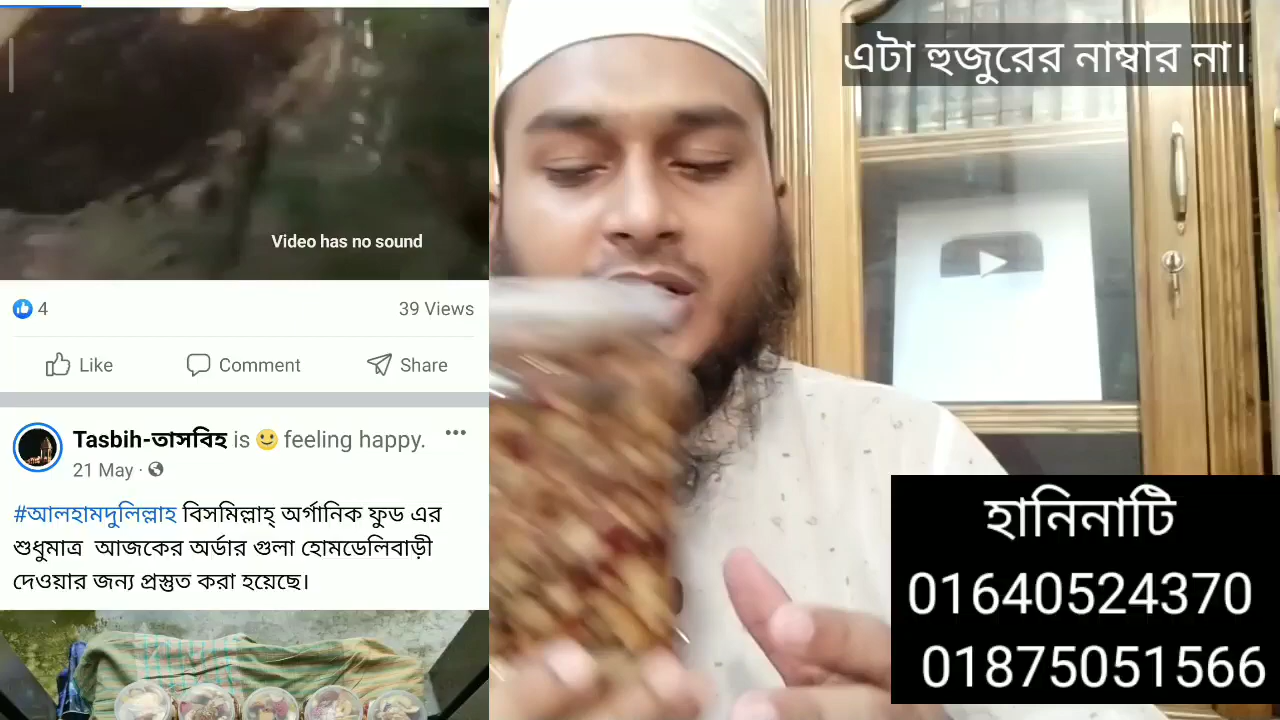 Video has no sound
4
39 Views
Like
Comment
Share
Tasbih-তাসবিহ is feeling happy.
21 May
#আলহামদুলিল্লাহ বিসমিল্লাহ্ অর্গানিক ফুড এর
শুধুমাত্র আজকের অর্ডার গুলা হোমডেলিবাড়ী
দেওয়ার জন্য প্রস্তুত করা হয়েছে।
এটা হুজুরের নাম্বার না।
হানিনাটি
01640524370
01875051566